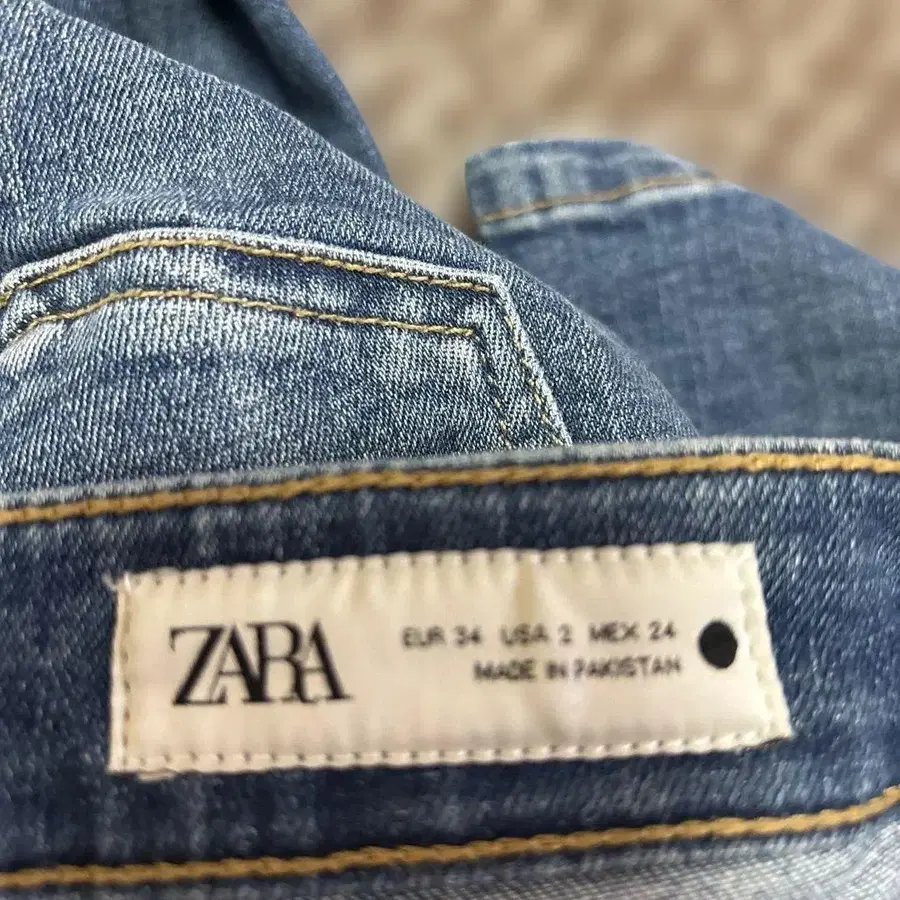 ZARA
EUR 34 USA 2 MEX 24
MADE IN PAKISTAN